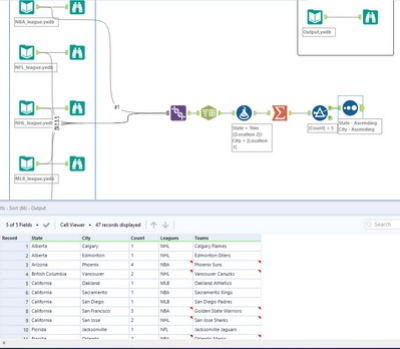 NBA_league.yxdb
Output.yxdb
NFL_league.yxdb
#1
NHL_league.yxdb
State = Trim
([Location 2])
City = [Location
1]
[Count] < 5
State - Ascending
City - Ascending
MLB_league.yxdb
Sort (56) - Output
5 of 5 Fields
Cell Viewer
47 records displayed
Search
Record State City Count Leagues Teams
1 Alberta Calgary 1 NHL Calgary Flames
2 Alberta Edmonton 1 NHL Edmonton Oilers
3 Arizona Phoenix 4 NBA Phoenix Suns
4 British Columbia Vancouver 2 NHL Vancouver Canucks
5 California Oakland 1 MLB Oakland Athletics
6 California Sacramento 1 NBA Sacramento Kings
7 California San Diego 1 MLB San Diego Padres
8 California San Francisco 3 NBA Golden State Warriors
9 California San Jose 2 NHL San Jose Sharks
10 Florida Jacksonville 1 NFL Jacksonville Jaguars
Florida Orlando